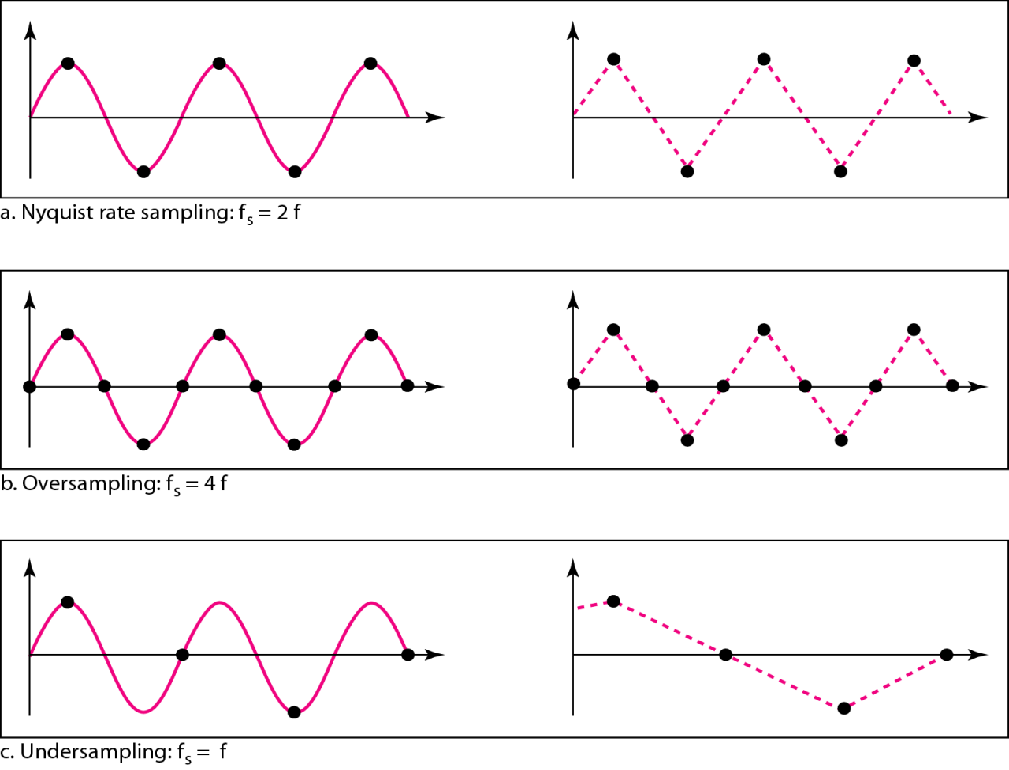 a. Nyquist rate sampling: fs = 2 f
b. Oversampling: fs = 4 f
c. Undersampling: fs = f